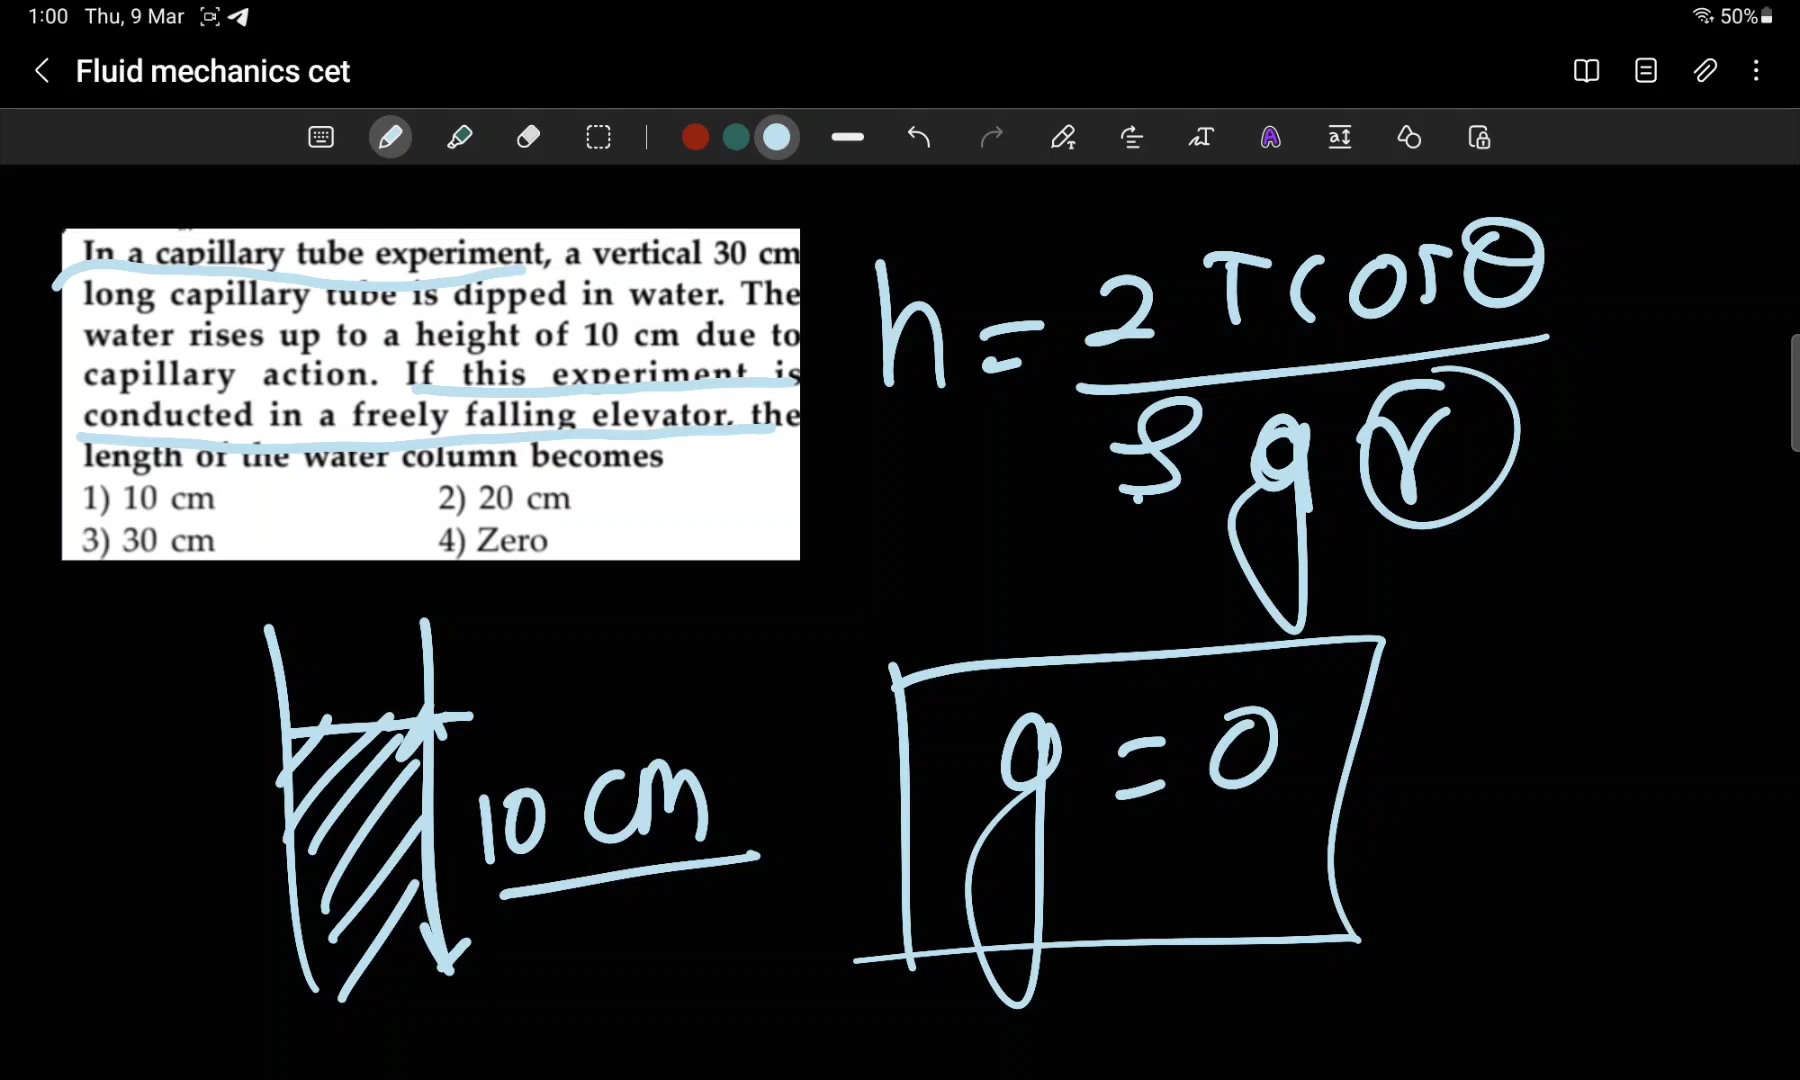 1:00 Thu, 9 Mar 50%
Fluid mechanics cet
In a capillary tube experiment, a vertical 30 cm
long capillary tube is dipped in water. The
water rises up to a height of 10 cm due to
capillary action. If this experiment is
conducted in a freely falling elevator, the
length of the water column becomes
1) 10 cm 2) 20 cm
3) 30 cm 4) Zero
h = 2 T cos θ
ρ g r
10 cm
g = 0